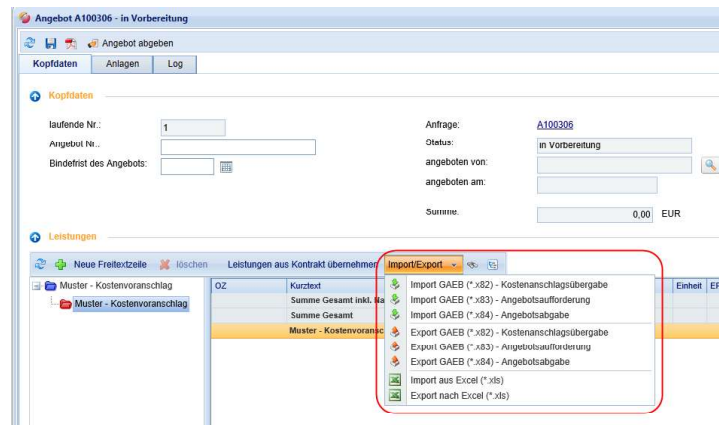 Angebot A100306 - in Vorbereitung
Angebot abgeben
Kopfdaten Anlagen Log
Kopfdaten
laufende Nr.: 1 Anfrage: A100306
Angebot Nr.: Status: in Vorbereitung
Bindefrist des Angebots: angeboten von:
angeboten am:
Summe: 0,00 EUR
Leistungen
Neue Freitextzeile löschen Leistungen aus Kontrakt übernehmen Import/Export
Muster - Kostenvoranschlag OZ Kurztext Einheit EP
Muster - Kostenvoranschlag
Summe Gesamt inkl. Na
Summe Gesamt
Muster - Kostenvoransc
Import GAEB (*.x82) - Kostenanschlagsübergabe
Import GAEB (*.x83) - Angebotsaufforderung
Import GAEB (*.x84) - Angebotsabgabe
Export GAEB (*.x82) - Kostenanschlagsübergabe
Export GAEB (*.x83) - Angebotsaufforderung
Export GAEB (*.x84) - Angebotsabgabe
Import aus Excel (*.xls)
Export nach Excel (*.xls)